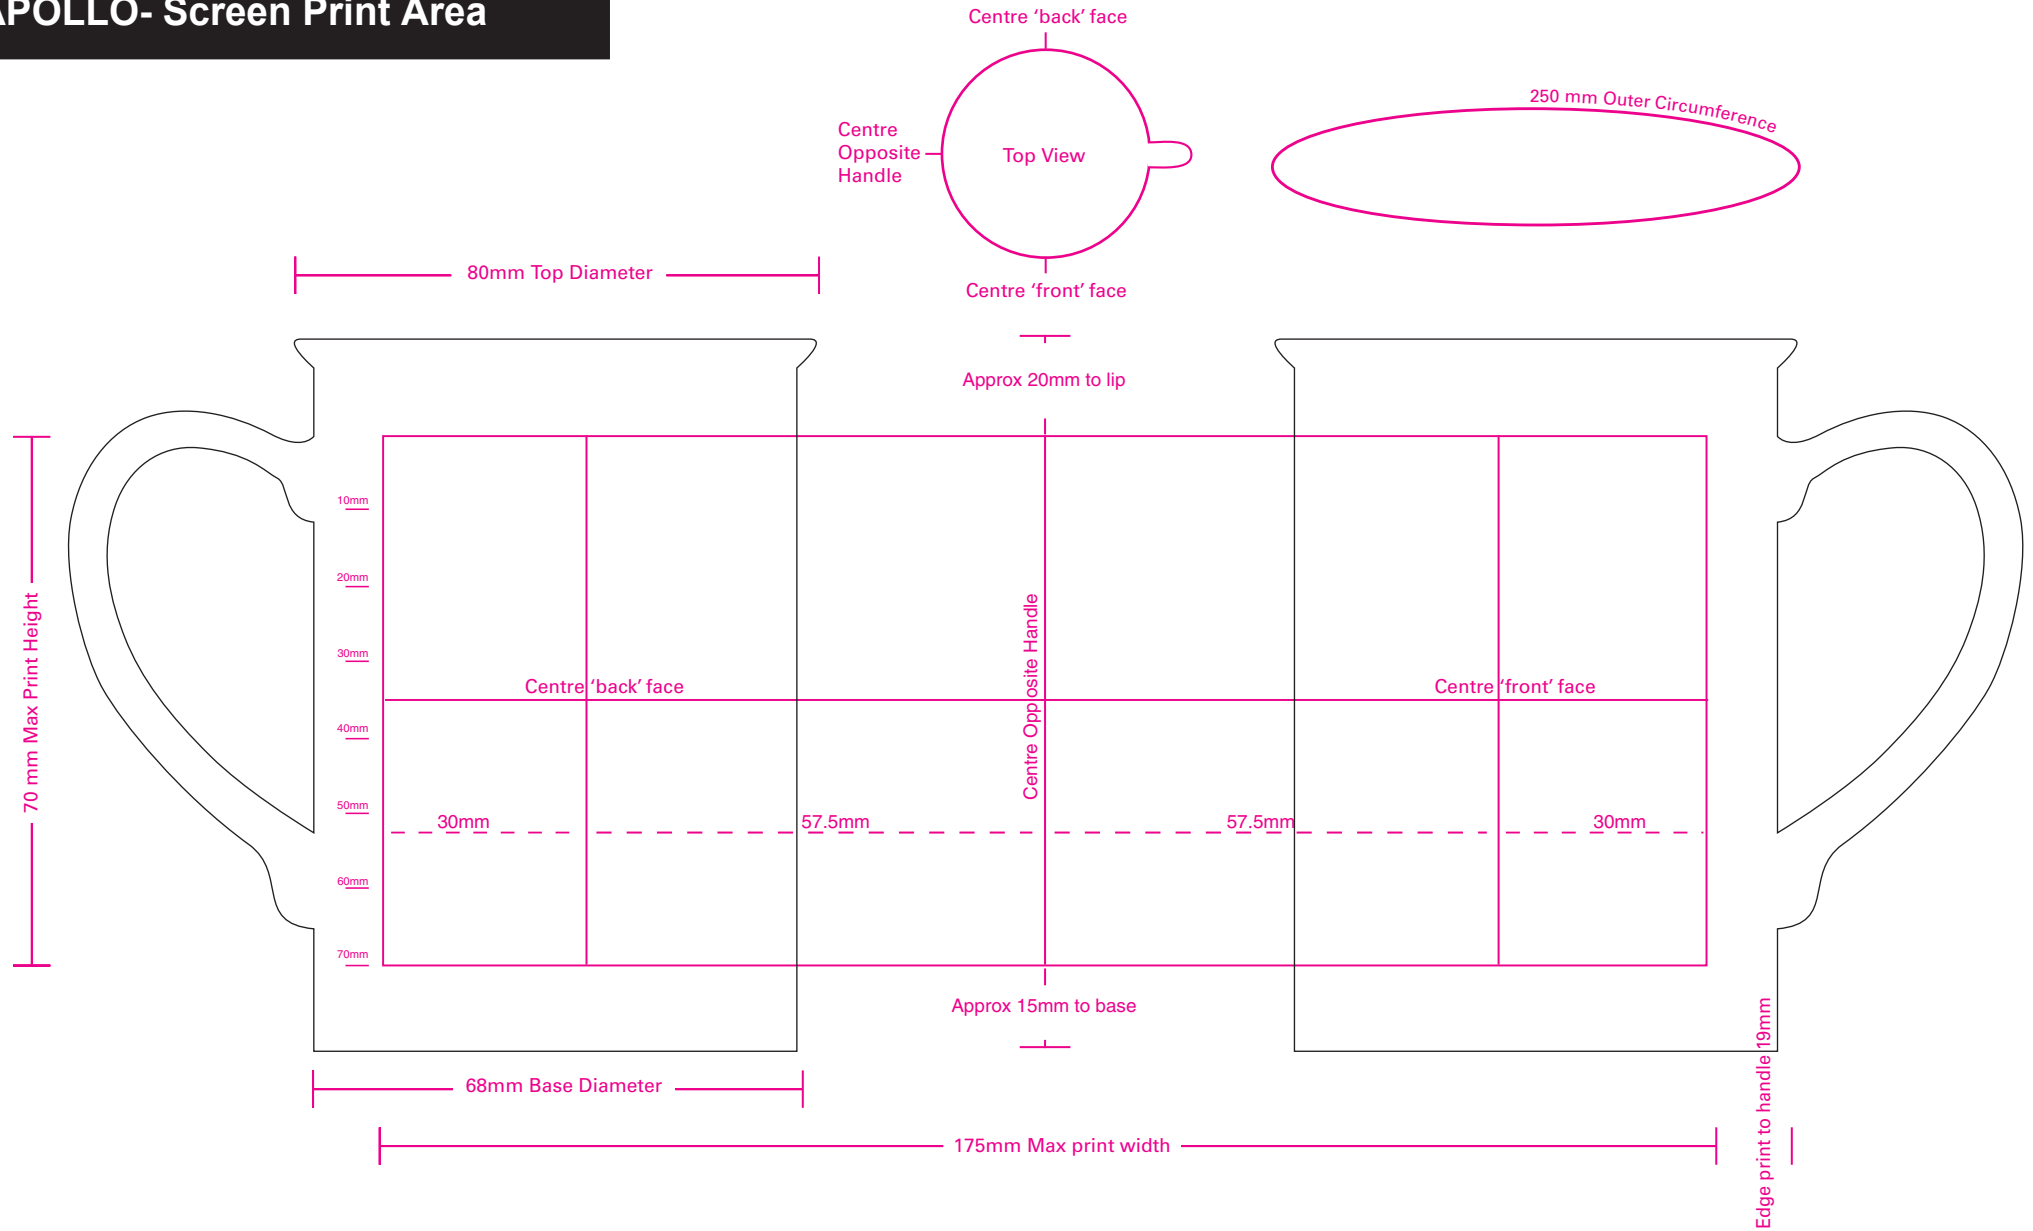 APOLLO- Screen Print Area
Centre ‘back’ face
Centre
Opposite
Handle
Top View
250 mm Outer Circumference
Centre ‘front’ face
80mm Top Diameter
Approx 20mm to lip
70 mm Max Print Height
10mm
20mm
30mm
40mm
50mm
60mm
70mm
Centre ‘back’ face
Centre Opposite Handle
Centre ‘front’ face
30mm
57.5mm
57.5mm
30mm
Approx 15mm to base
68mm Base Diameter
175mm Max print width
Edge print to handle 19mm